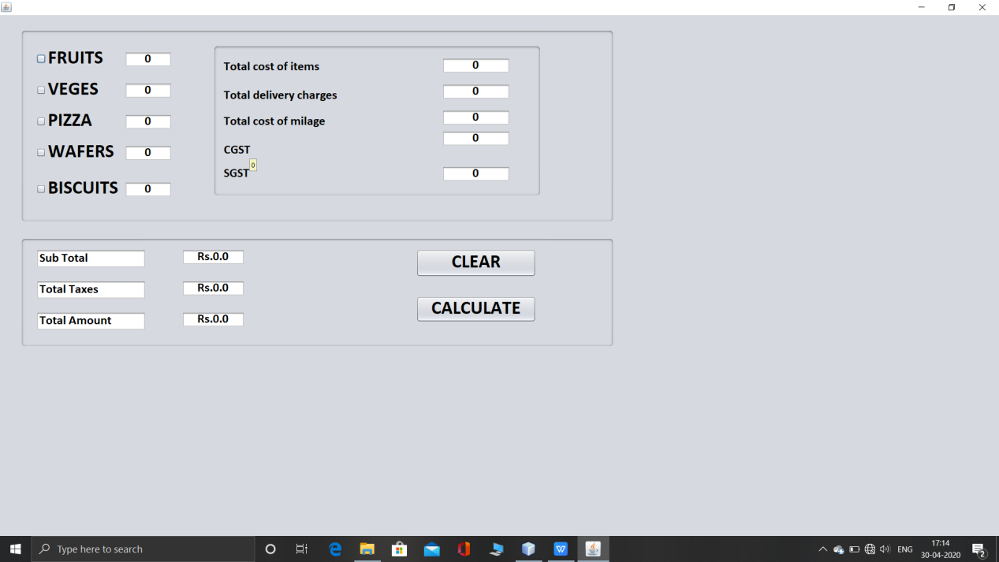 FRUITS 0
VEGES 0
PIZZA 0
WAFERS 0
BISCUITS 0
Total cost of items 0
Total delivery charges 0
Total cost of milage 0
0
CGST
0
SGST 0
Sub Total Rs.0.0
Total Taxes Rs.0.0
Total Amount Rs.0.0
CLEAR
CALCULATE
Type here to search
W
ENG
17:14
30-04-2020
2